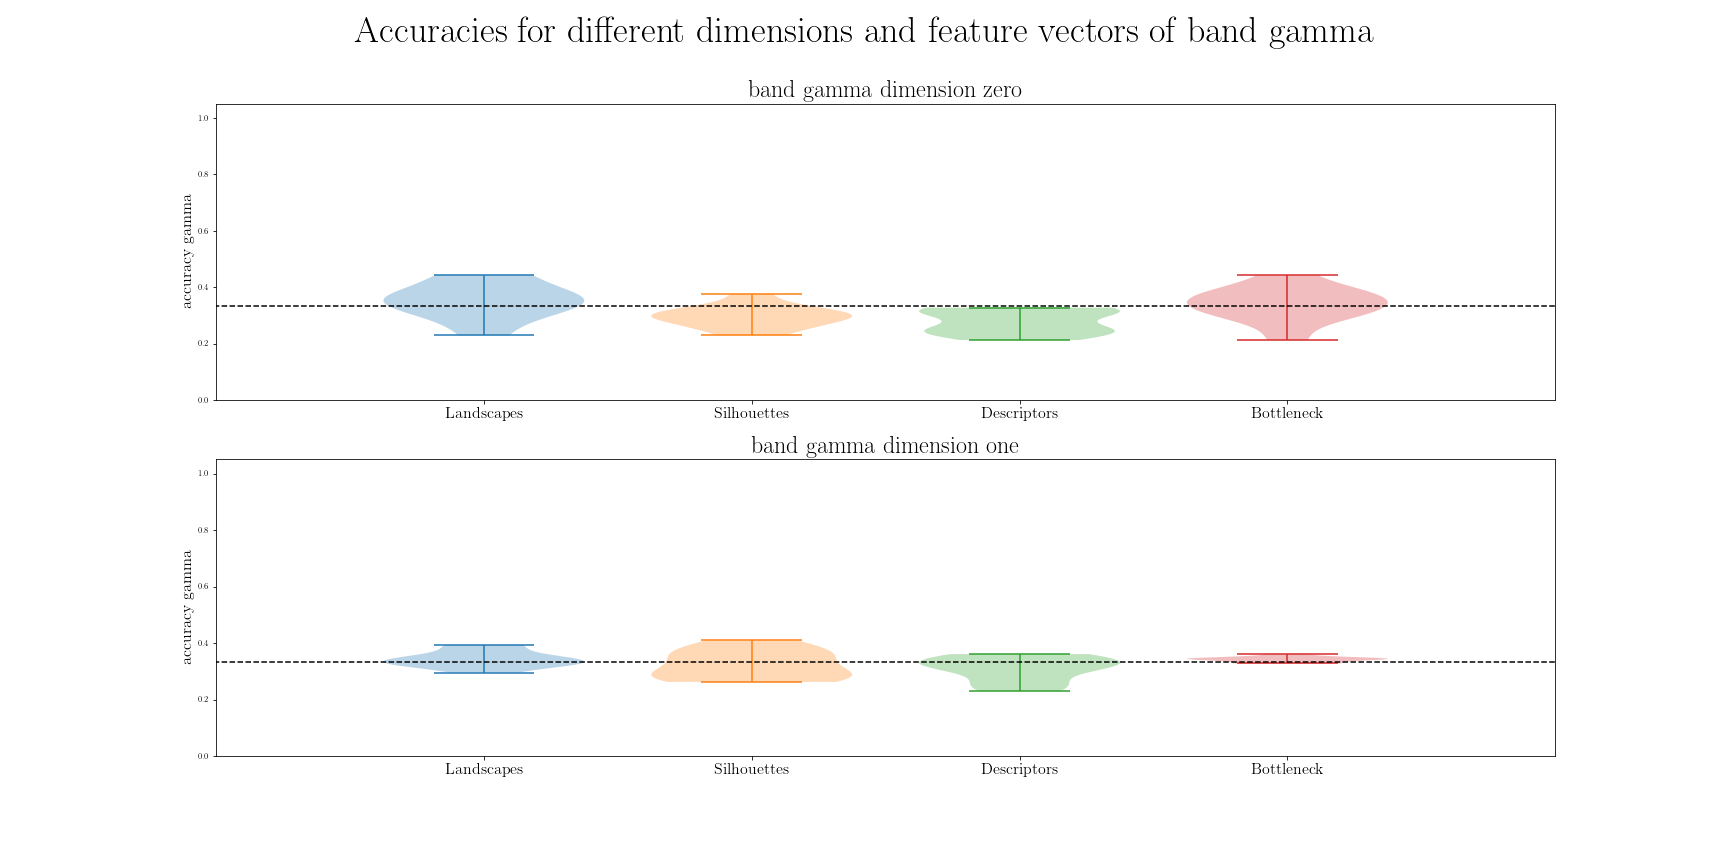 Accuracies for different dimensions and feature vectors of band gamma
band gamma dimension zero
accuracy gamma
1.0
0.8
0.6
0.4
0.2
0.0
Landscapes Silhouettes Descriptors Bottleneck
band gamma dimension one
accuracy gamma
1.0
0.8
0.6
0.4
0.2
0.0
Landscapes Silhouettes Descriptors Bottleneck